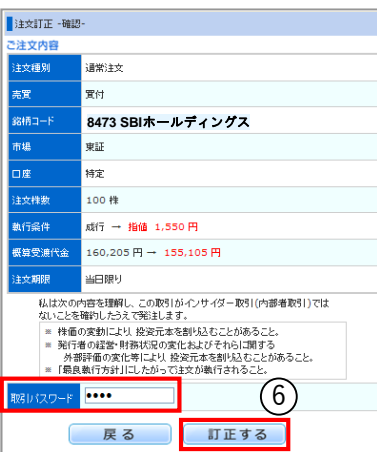 注文訂正 -確認-
ご注文内容
注文種別 通常注文
売買 買付
銘柄コード 8473 SBIホールディングス
市場 東証
口座 特定
注文株数 100 株
執行条件 成行 → 指値 1,550 円
概算受渡代金 160,205 円 → 155,105 円
注文期限 当日限り
私は次の内容を理解し、この取引がインサイダー取引(内部者取引)では
ないことを確約したうえで発注します。
※ 株価の変動により、投資元本を割り込むことがあること。
※ 発行者の経営・財務状況の変化およびそれらに関する
外部評価の変化等により、投資元本を割り込むことがあること。
※ 「最良執行方針」にしたがって注文が執行されること。
⑥
取引パスワード ••••
戻る 訂正する